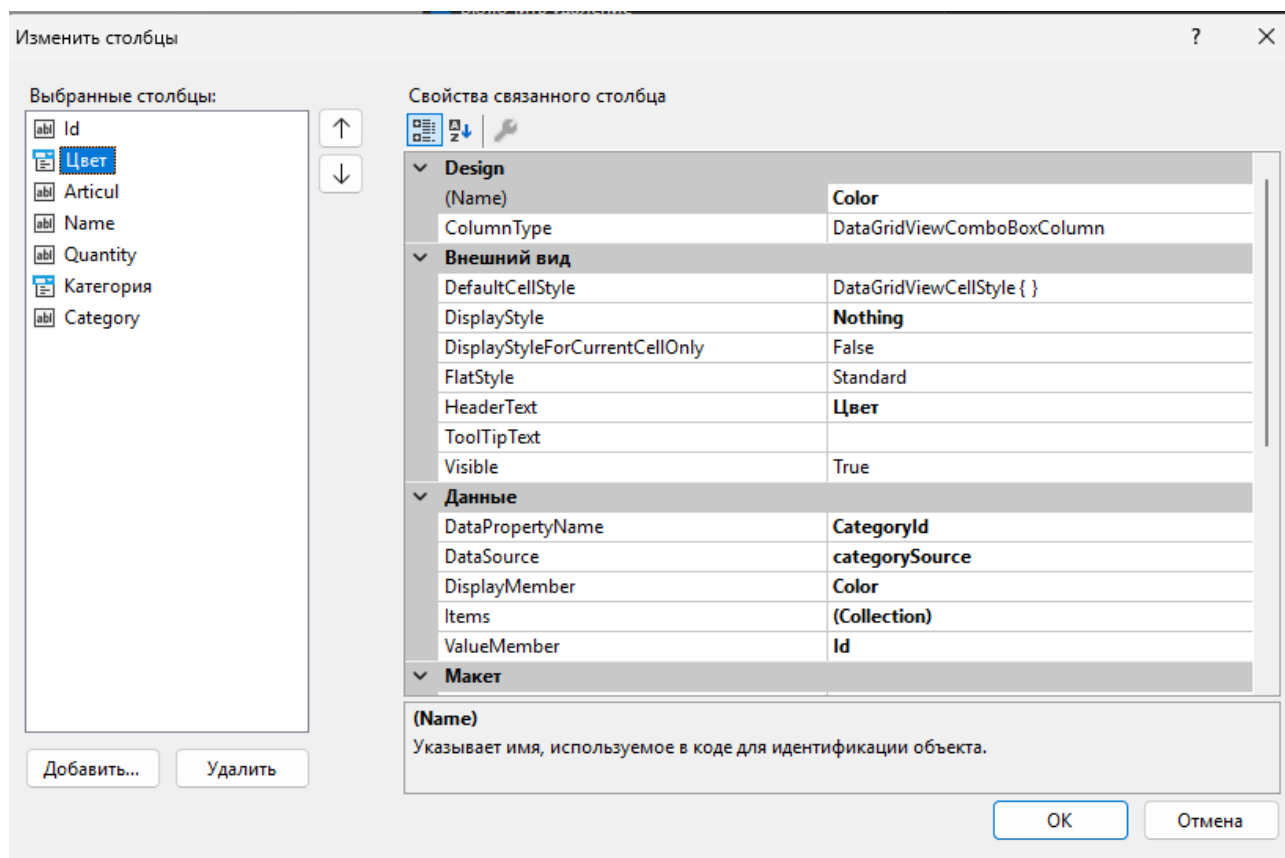 Изменить столбцы
?
Выбранные столбцы:
Свойства связанного столбца
Id
Цвет
Articul
Name
Quantity
Категория
Category
Design
(Name) Color
ColumnType DataGridViewComboBoxColumn
Внешний вид
DefaultCellStyle DataGridViewCellStyle { }
DisplayStyle Nothing
DisplayStyleForCurrentCellOnly False
FlatStyle Standard
HeaderText Цвет
ToolTipText
Visible True
Данные
DataPropertyName CategoryId
DataSource categorySource
DisplayMember Color
Items (Collection)
ValueMember Id
Макет
(Name)
Указывает имя, используемое в коде для идентификации объекта.
Добавить... Удалить
OK Отмена